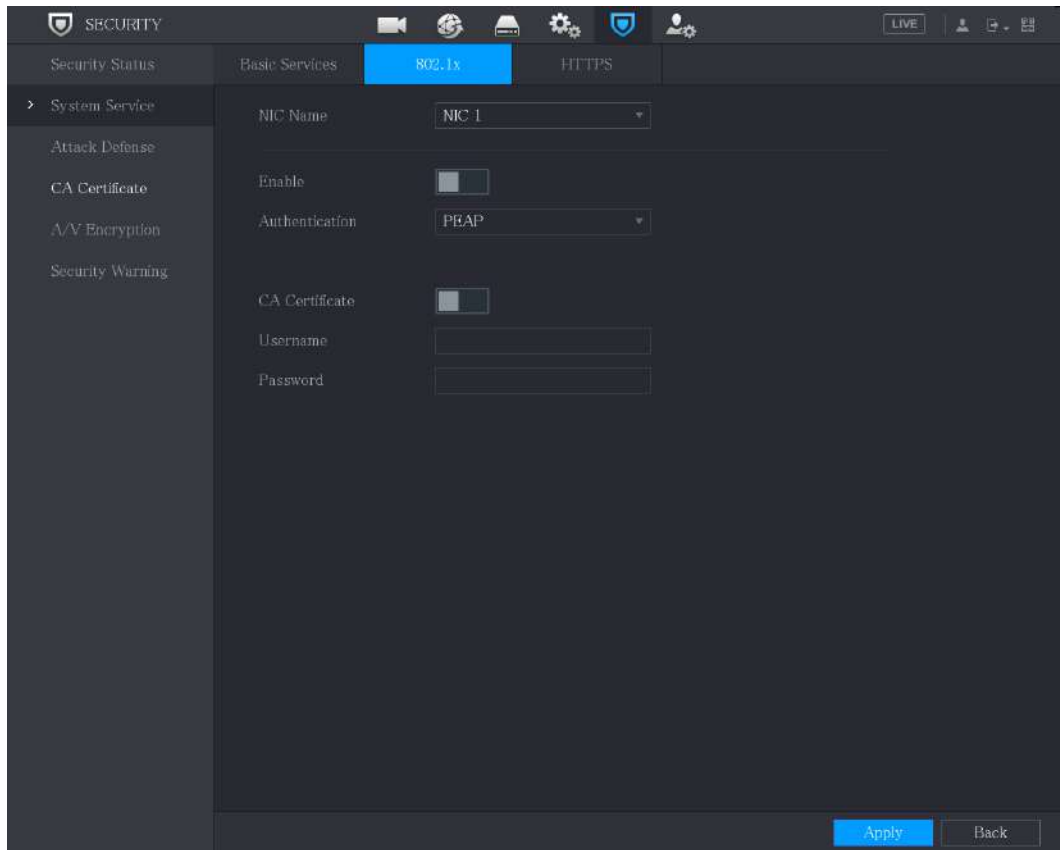 SECURITY
LIVE
Security Status
System Service
Attack Defense
CA Certificate
A/V Encryption
Security Warning
Basic Services 802.1x HTTPS
NIC Name NIC 1
Enable
Authentication PEAP
CA Certificate
Username
Password
Apply Back